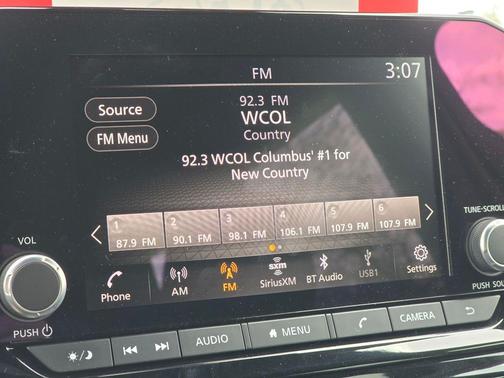 FM 3:07
Source
92.3 FM
WCOL
FM Menu
Country
92.3 WCOL Columbus' #1 for
New Country
1 2 3 4 5 6
87.9 FM 90.1 FM 98.1 FM 106.1 FM 107.9 FM 107.9 FM
VOL
TUNE-SCROLL
Phone AM FM sxm SiriusXM BT Audio USB1 Settings
PUSH
PUSH
AUDIO MENU CAMERA